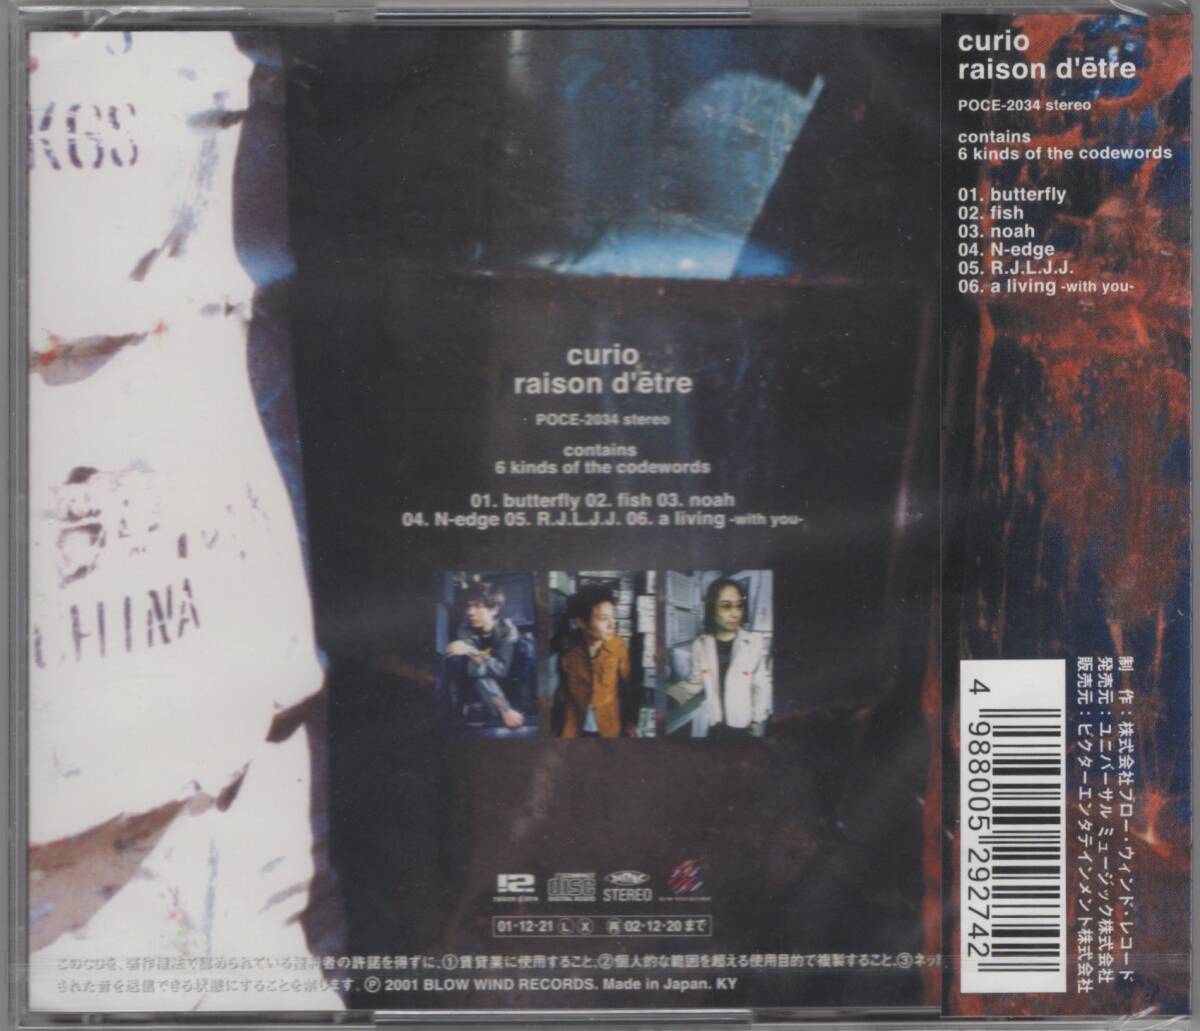 KGS
CHINA
curio
raison d'ētre
POCE-2034 stereo
contains
6 kinds of the codewords
01. butterfly 02. fish 03. noah
04. N-edge 05. R.J.L.J.J. 06. a living -with you-
12.
raison d'etre
COMPACT
DISC
DIGITAL AUDIO
STEREO
01·12·21 L X 再 02·12·20まで
このCDを、著作権法で認められている権利者の許諾を得ずに、①賃貸業に使用すること、②個人的な範囲を超える使用目的で複製すること、③ネッ
された音を送信できる状態にすることを禁じます。Ⓟ 2001 BLOW WIND RECORDS. Made in Japan. KY
curio
raison d'ētre
POCE-2034 stereo
contains
6 kinds of the codewords
01. butterfly
02. fish
03. noah
04. N-edge
05. R.J.L.J.J.
06. a living -with you-
制　作：株式会社ブロー・ウィンド・レコード
発売元：ユニバーサル ミュージック株式会社
販売元：ビクターエンタテインメント株式会社
4 988005 292742